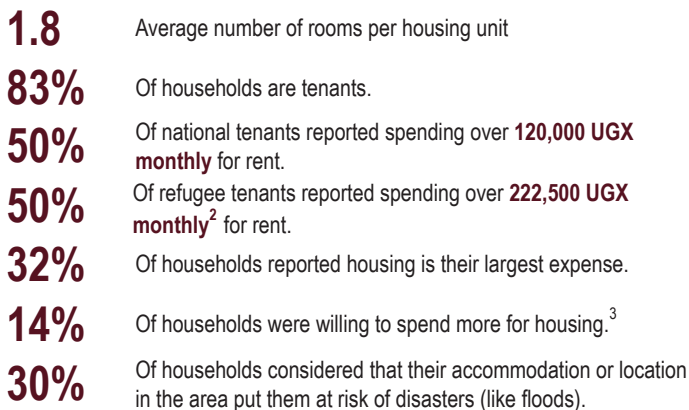 1.8 Average number of rooms per housing unit
83% Of households are tenants.
50% Of national tenants reported spending over 120,000 UGX
monthly for rent.
50% Of refugee tenants reported spending over 222,500 UGX
monthly2 for rent.
32% Of households reported housing is their largest expense.
14% Of households were willing to spend more for housing.3
30% Of households considered that their accommodation or location
in the area put them at risk of disasters (like floods).